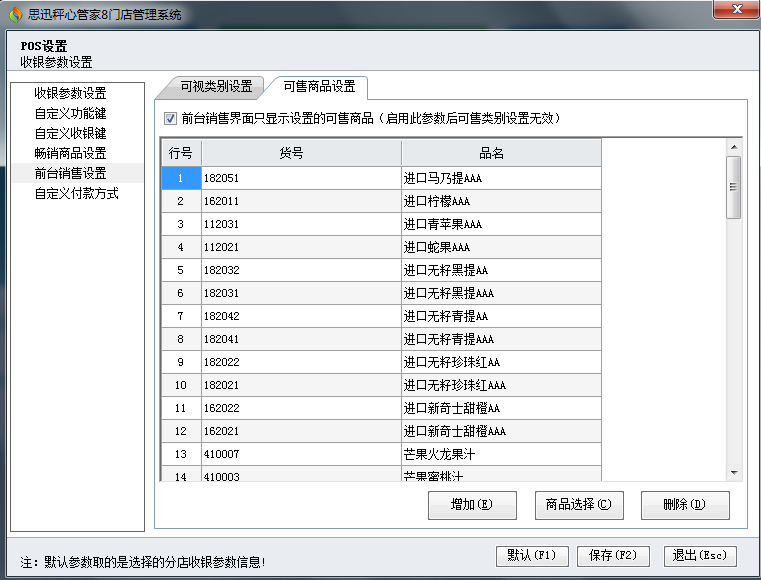 思迅秤心管家8门店管理系统
POS设置
收银参数设置
收银参数设置
自定义功能键
自定义收银键
畅销商品设置
前台销售设置
自定义付款方式
可视类别设置 可售商品设置
前台销售界面只显示设置的可售商品（启用此参数后可售类别设置无效）
行号 货号 品名
1 182051 进口马乃提AAA
2 162011 进口柠檬AAA
3 112031 进口青苹果AAA
4 112021 进口蛇果AAA
5 182032 进口无籽黑提AA
6 182031 进口无籽黑提AAA
7 182042 进口无籽青提AA
8 182041 进口无籽青提AAA
9 182022 进口无籽珍珠红AA
10 182021 进口无籽珍珠红AAA
11 162022 进口新奇士甜橙AA
12 162021 进口新奇士甜橙AAA
13 410007 芒果火龙果汁
14 410003 芒果蜜桃汁
增加(E) 商品选择(C) 删除(D)
注: 默认参数取的是选择的分店收银参数信息!
默认(F1) 保存(F2) 退出(Esc)